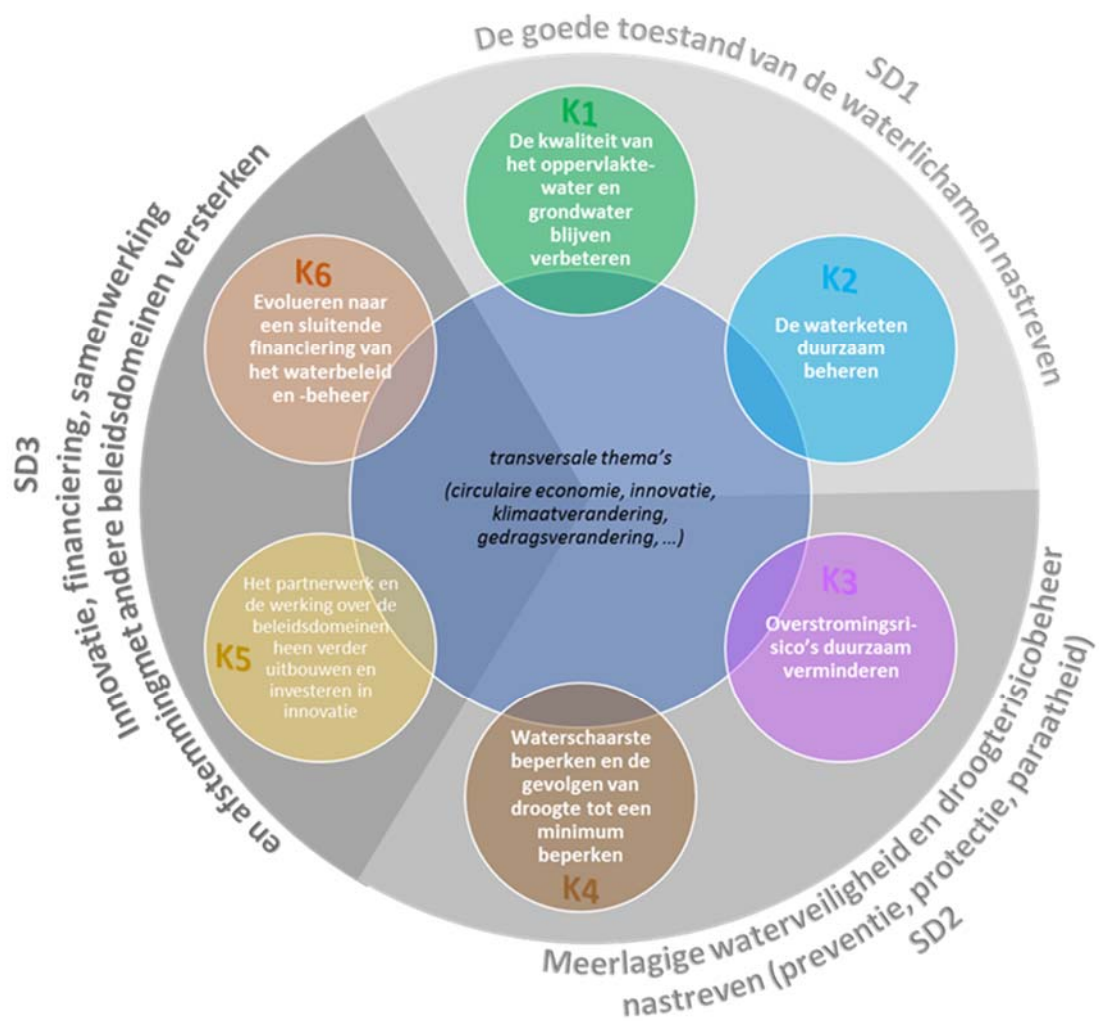 De goede toestand van de waterlichamen nastreven
SD1
K1
De kwaliteit van
het oppervlakte-
water en
grondwater
blijven
verbeteren
K2
De waterketen
duurzaam
beheren
K3
Overstromingsri-
sico's duurzaam
verminderen
Meerlagige waterveiligheid en droogterisicobeheer
nastreven (preventie, protectie, paraatheid)
SD2
Waterschaarste
beperken en de
gevolgen van
droogte tot een
minimum
beperken
K4
Het partnerwerk en
de werking over de
beleidsdomeinen
heen verder
uitbouwen en
investeren in
innovatie
K5
K6
Evolueren naar
een sluitende
financiering van
het waterbeleid
en -beheer
SD3
Innovatie, financiering, samenwerking
en afstemmingmet andere beleidsdomeinen versterken
transversale thema's
(circulaire economie, innovatie,
klimaatverandering,
gedragsverandering, ...)